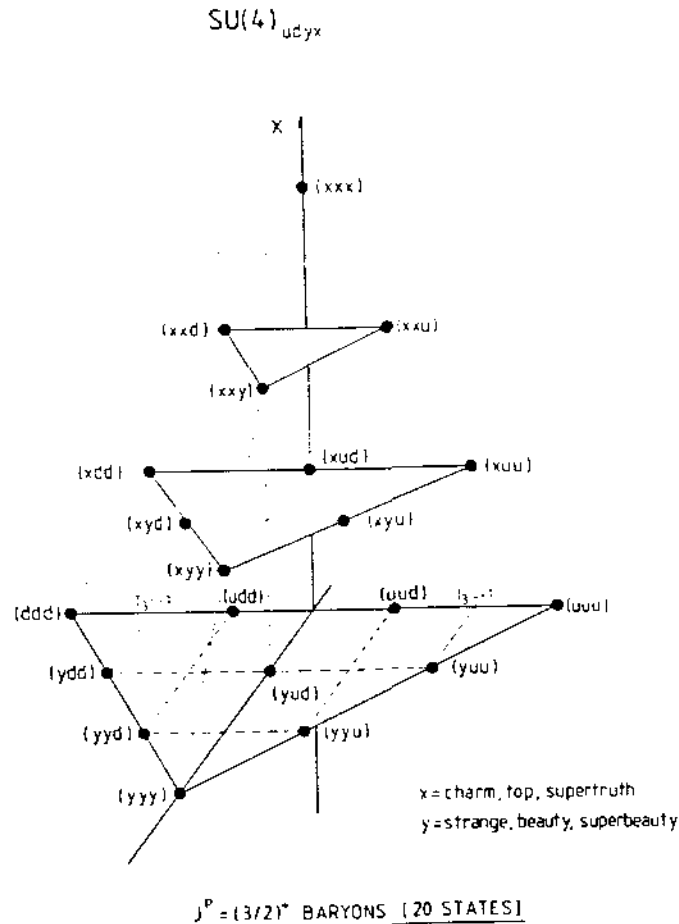 SU(4)udyx
X
(xxx)
(xxd) (xxu)
(xxy)
(xdd) (xud) (xuu)
(xyd) (xyu)
(xyy)
(ddd) (udd) (uud) (uuu)
(ydd) (yud) (yuu)
(yyd) (yyu)
(yyy)
x = charm, top, supertruth
y = strange, beauty, superbeauty
J^P = (3/2)^+ BARYONS [20 STATES]